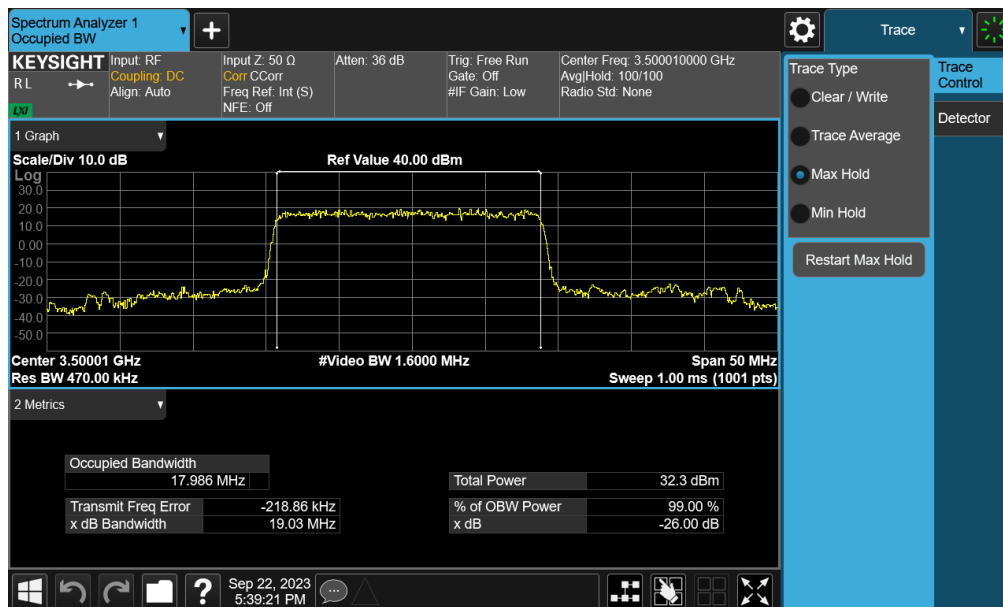 Spectrum Analyzer 1
Occupied BW
+
Trace
KEYSIGHT
R L
LXI
Input: RF
Coupling: DC
Align: Auto
Input Z: 50 Ω
Corr CCorr
Freq Ref: Int (S)
NFE: Off
Atten: 36 dB
Trig: Free Run
Gate: Off
#IF Gain: Low
Center Freq: 3.500010000 GHz
Avg|Hold: 100/100
Radio Std: None
Trace Type
Clear / Write
Trace Average
Max Hold
Min Hold
Restart Max Hold
Trace
Control
Detector
1 Graph
Scale/Div 10.0 dB
Ref Value 40.00 dBm
Log
30.0
20.0
10.0
0.00
-10.0
-20.0
-30.0
-40.0
-50.0
Center 3.50001 GHz
#Video BW 1.6000 MHz
Span 50 MHz
Res BW 470.00 kHz
Sweep 1.00 ms (1001 pts)
2 Metrics
Occupied Bandwidth
17.986 MHz
Total Power 32.3 dBm
Transmit Freq Error -218.86 kHz
% of OBW Power 99.00 %
x dB Bandwidth 19.03 MHz
x dB -26.00 dB
?
Sep 22, 2023
5:39:21 PM